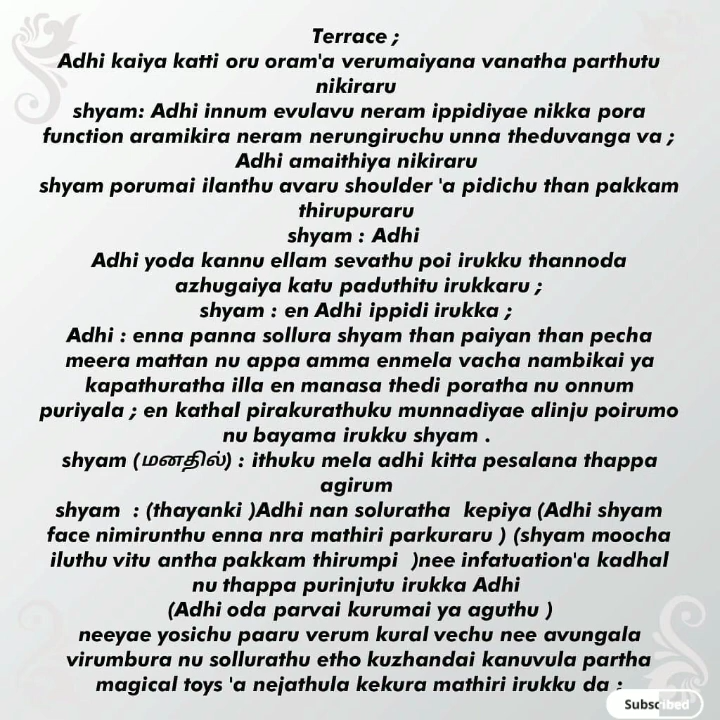 Terrace ;
Adhi kaiya katti oru oram'a verumaiyana vanatha parthutu
nikiraru
shyam: Adhi innum evulavu neram ippidiyae nikka pora
function aramikira neram nerungiruchu unna theduvanga va ;
Adhi amaithiya nikiraru
shyam porumai ilanthu avaru shoulder 'a pidichu than pakkam
thirupuraru
shyam : Adhi
Adhi yoda kannu ellam sevathu poi irukku thannoda
azhugaiya katu paduthitu irukkaru ;
shyam : en Adhi ippidi irukka ;
Adhi : enna panna sollura shyam than paiyan than pecha
meera mattan nu appa amma enmela vacha nambikai ya
kapathuratha illa en manasa thedi poratha nu onnum
puriyala ; en kathal pirakurathuku munnadiyae alinju poirumo
nu bayama irukku shyam .
shyam (மனதில்) : ithuku mela adhi kitta pesalana thappa
agirum
shyam  : (thayanki )Adhi nan soluratha  kepiya (Adhi shyam
face nimirunthu enna nra mathiri parkuraru ) (shyam moocha
iluthu vitu antha pakkam thirumpi  )nee infatuation'a kadhal
nu thappa purinjutu irukka Adhi
(Adhi oda parvai kurumai ya aguthu )
neeyae yosichu paaru verum kural vechu nee avungala
virumbura nu sollurathu etho kuzhandai kanuvula partha
magical toys 'a nejathula kekura mathiri irukku da ;
Subscribed